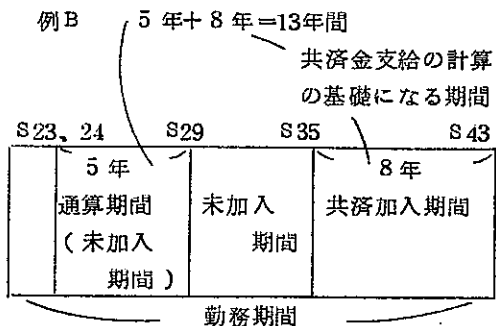 例B　5年+8年=13年間
共済金支給の計算
の基礎になる期間
S23、24　S29　S35　S43
5年　8年
通算期間　未加入　共済加入期間
(未加入　期間
期間)
勤務期間